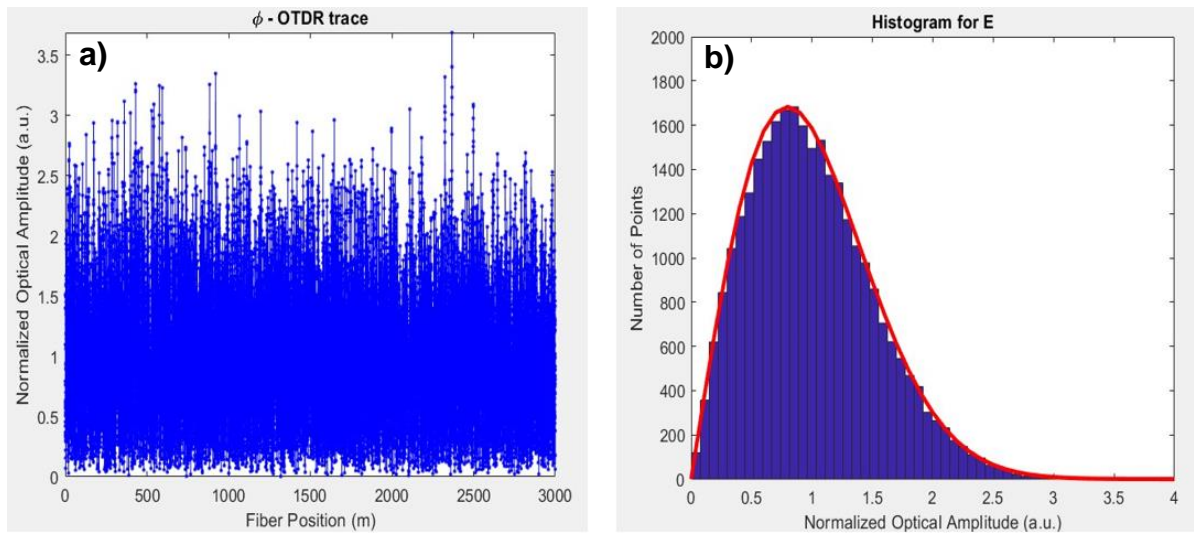 ϕ - OTDR trace
a)
3.5
3
2.5
2
1.5
1
0.5
0
Normalized Optical Amplitude (a.u.)
0 500 1000 1500 2000 2500 3000
Fiber Position (m)
Histogram for E
b)
2000
1800
1600
1400
1200
1000
800
600
400
200
0
Number of Points
0 0.5 1 1.5 2 2.5 3 3.5 4
Normalized Optical Amplitude (a.u.)